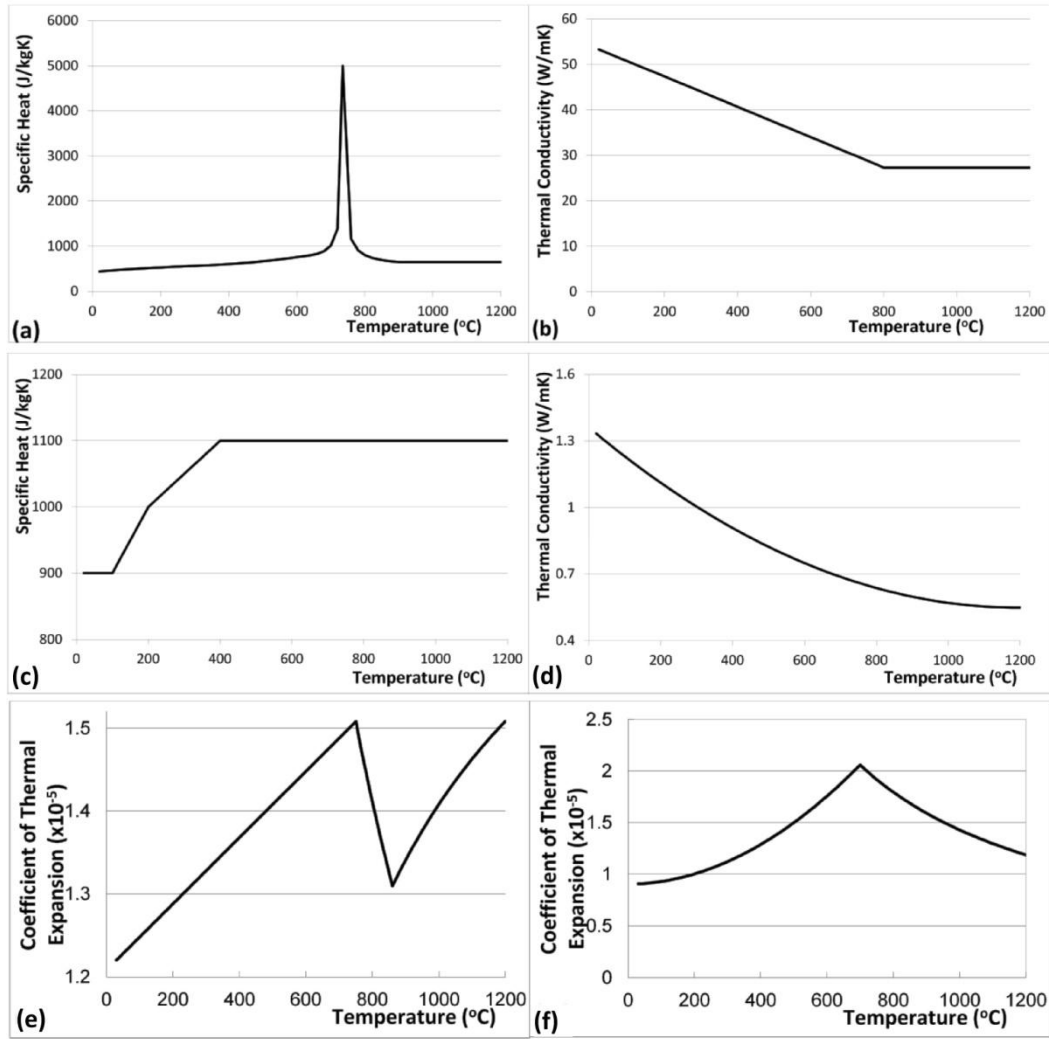 Specific Heat (J/kgK)
6000
5000
4000
3000
2000
1000
0
0 200 400 600 800 1000 1200
Temperature (°C)
(a)
Thermal Conductivity (W/mK)
60
50
40
30
20
10
0
0 200 400 600 800 1000 1200
Temperature (°C)
(b)
Specific Heat (J/kgK)
1200
1100
1000
900
800
0 200 400 600 800 1000 1200
Temperature (°C)
(c)
Thermal Conductivity (W/mK)
1.6
1.3
1
0.7
0.4
0 200 400 600 800 1000 1200
Temperature (°C)
(d)
Coefficient of Thermal
Expansion (x10⁻⁵)
1.5
1.4
1.3
1.2
0 200 400 600 800 1000 1200
Temperature (°C)
(e)
Coefficient of Thermal
Expansion (x10⁻⁵)
2.5
2
1.5
1
0.5
0
0 200 400 600 800 1000 1200
Temperature (°C)
(f)